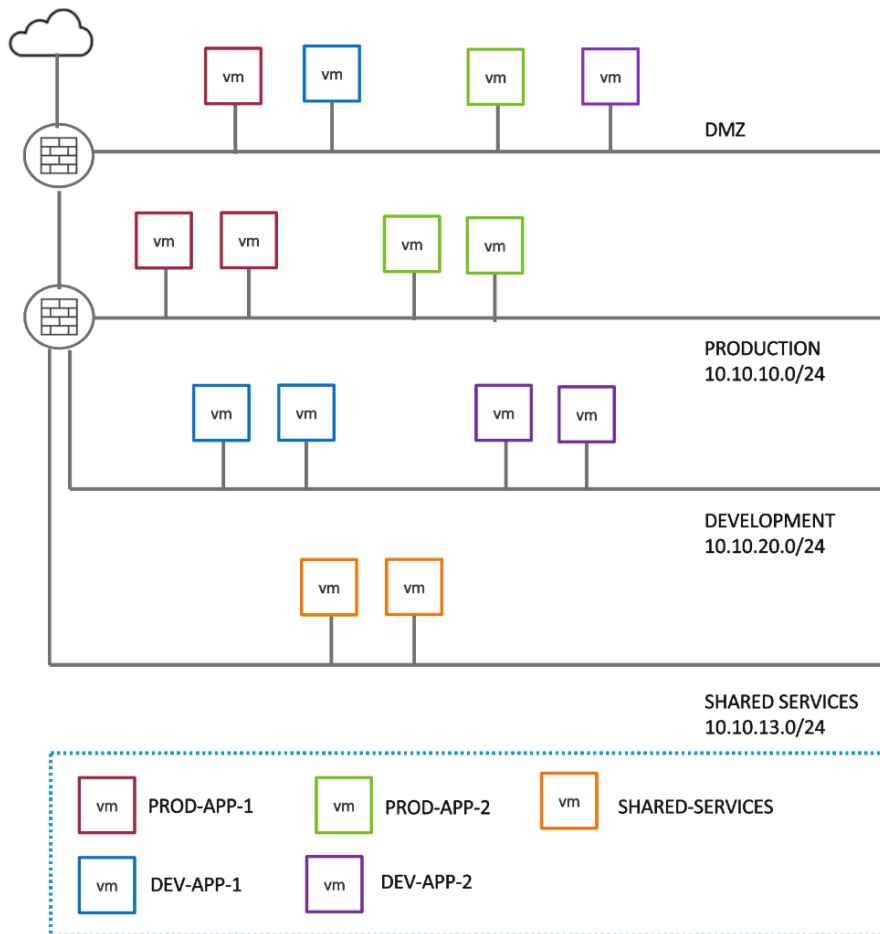 vm
vm
vm
vm
DMZ
vm
vm
vm
vm
PRODUCTION
10.10.10.0/24
vm
vm
vm
vm
DEVELOPMENT
10.10.20.0/24
vm
vm
SHARED SERVICES
10.10.13.0/24
vm PROD-APP-1
vm PROD-APP-2
vm SHARED-SERVICES
vm DEV-APP-1
vm DEV-APP-2